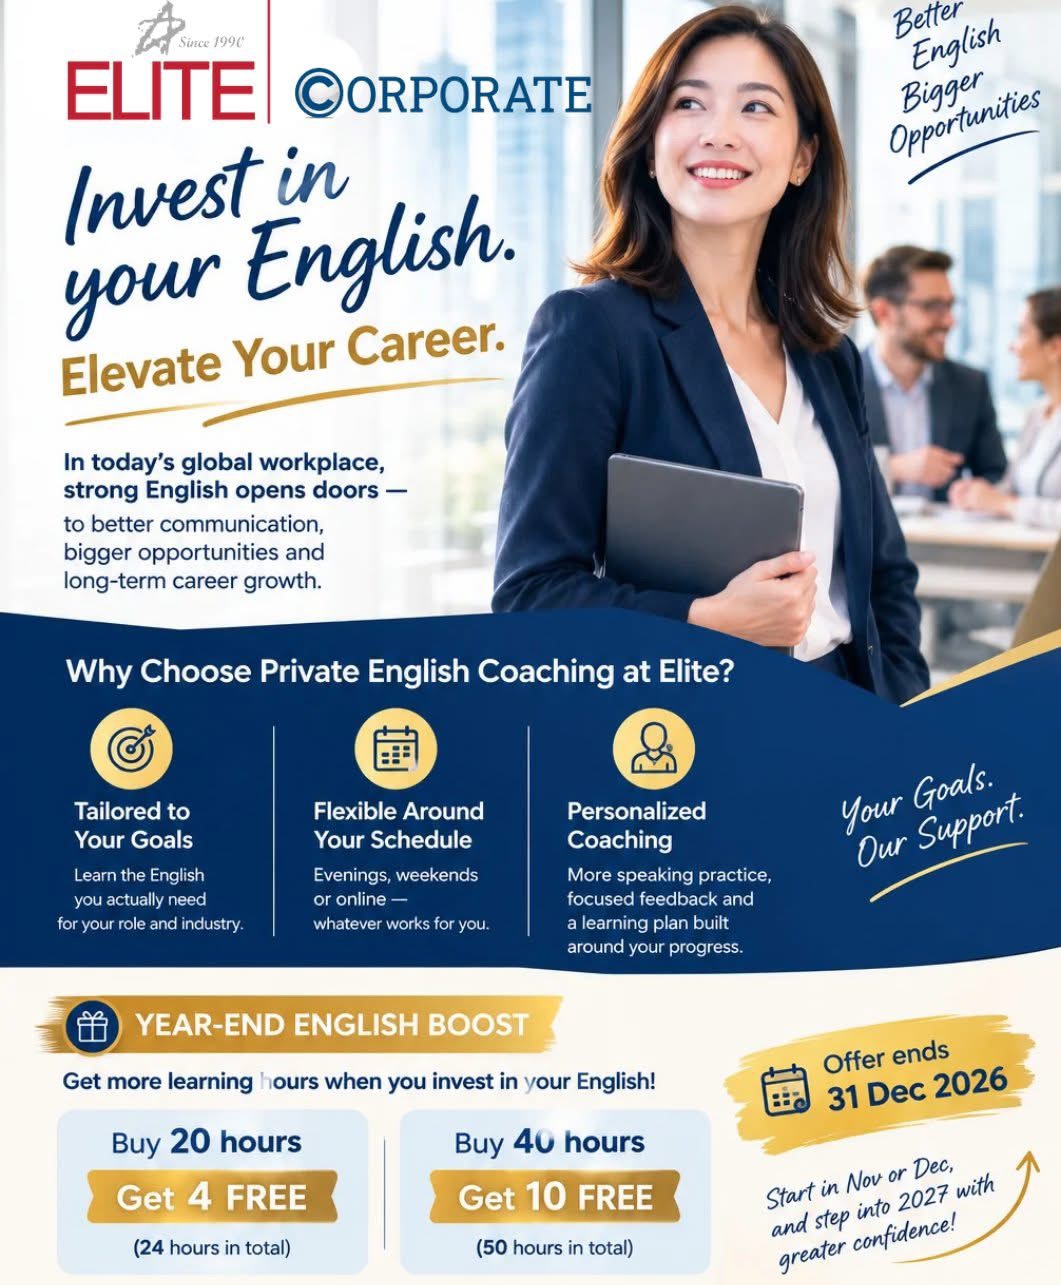 Since 1990
ELITE
CORPORATE
Better
English
Bigger
Opportunities
Invest in
your English.
Elevate Your Career.
In today's global workplace,
strong English opens doors —
to better communication,
bigger opportunities and
long-term career growth.
Why Choose Private English Coaching at Elite?
Tailored to
Your Goals
Learn the English
you actually need
for your role and industry.
Flexible Around
Your Schedule
Evenings, weekends
or online —
whatever works for you.
Personalized
Coaching
More speaking practice,
focused feedback and
a learning plan built
around your progress.
Your Goals.
Our Support.
YEAR-END ENGLISH BOOST
Get more learning hours when you invest in your English!
Buy 20 hours
Get 4 FREE
(24 hours in total)
Buy 40 hours
Get 10 FREE
(50 hours in total)
Offer ends
31 Dec 2026
Start in Nov or Dec,
and step into 2027 with
greater confidence!